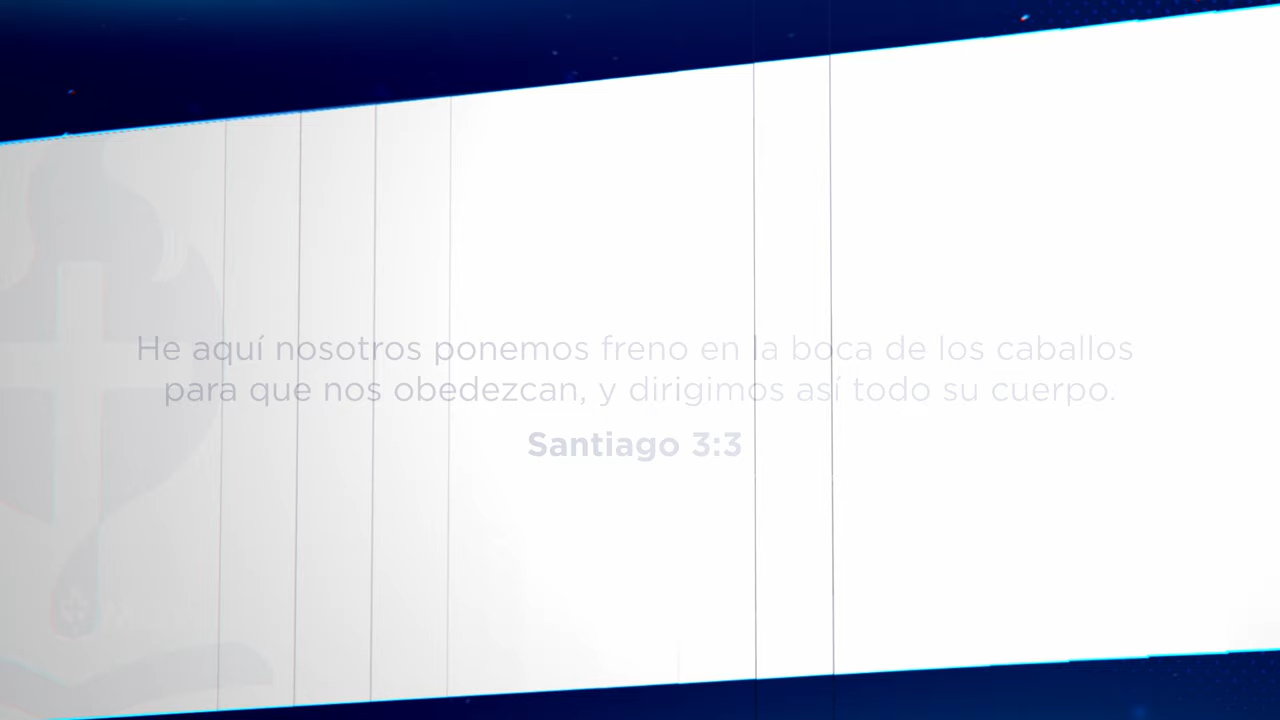 He aquí nosotros ponemos freno en la boca de los caballos
para que nos obedezcan, y dirigimos así todo su cuerpo.
Santiago 3:3